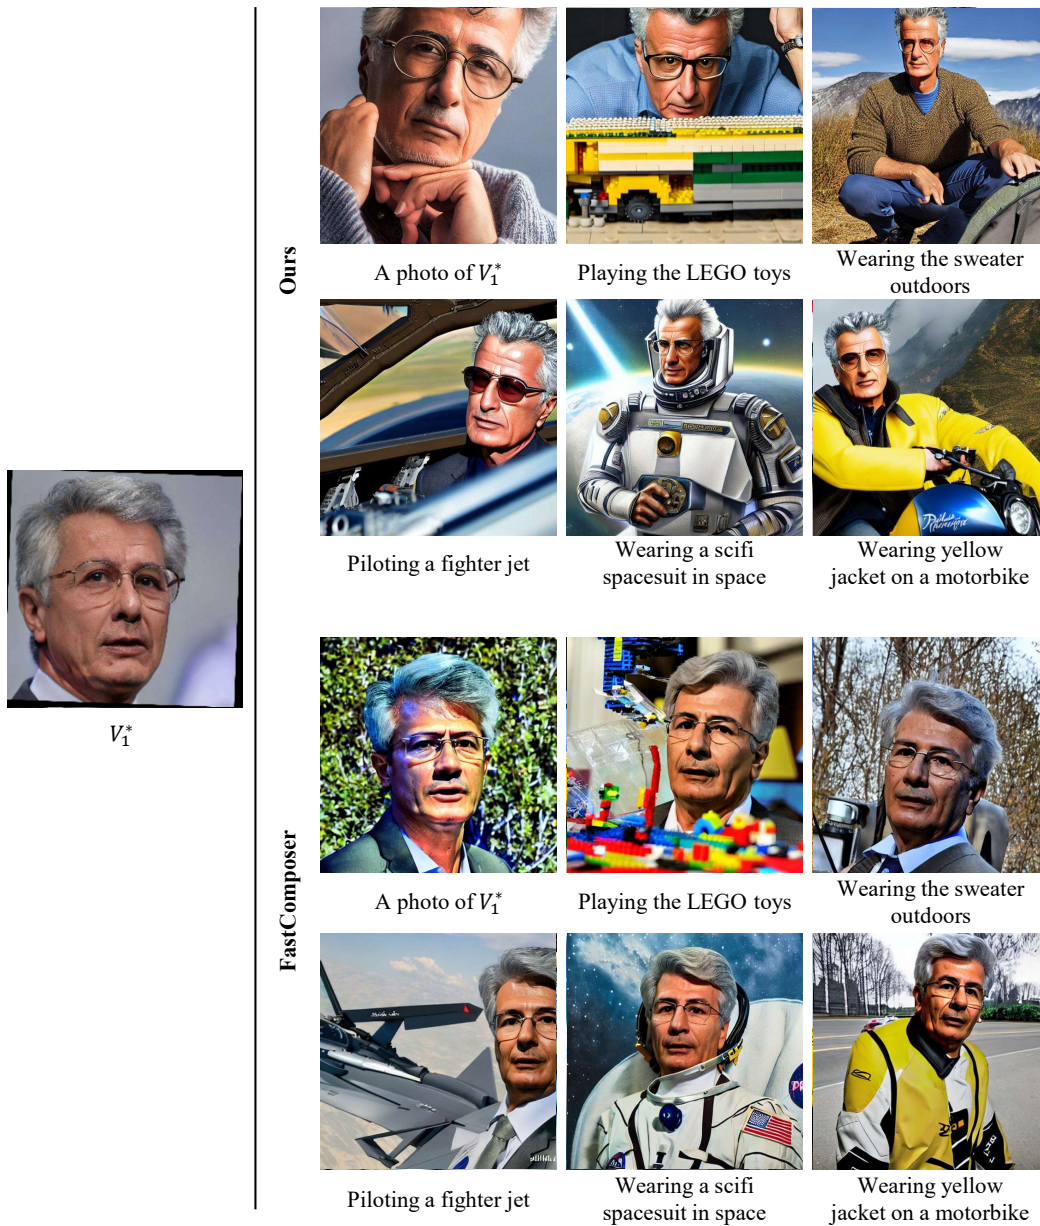 Ours
A photo of V₁*
Playing the LEGO toys
Wearing the sweater
outdoors
Piloting a fighter jet
Wearing a scifi
spacesuit in space
Wearing yellow
jacket on a motorbike
V₁*
FastComposer
A photo of V₁*
Playing the LEGO toys
Wearing the sweater
outdoors
Piloting a fighter jet
Wearing a scifi
spacesuit in space
Wearing yellow
jacket on a motorbike